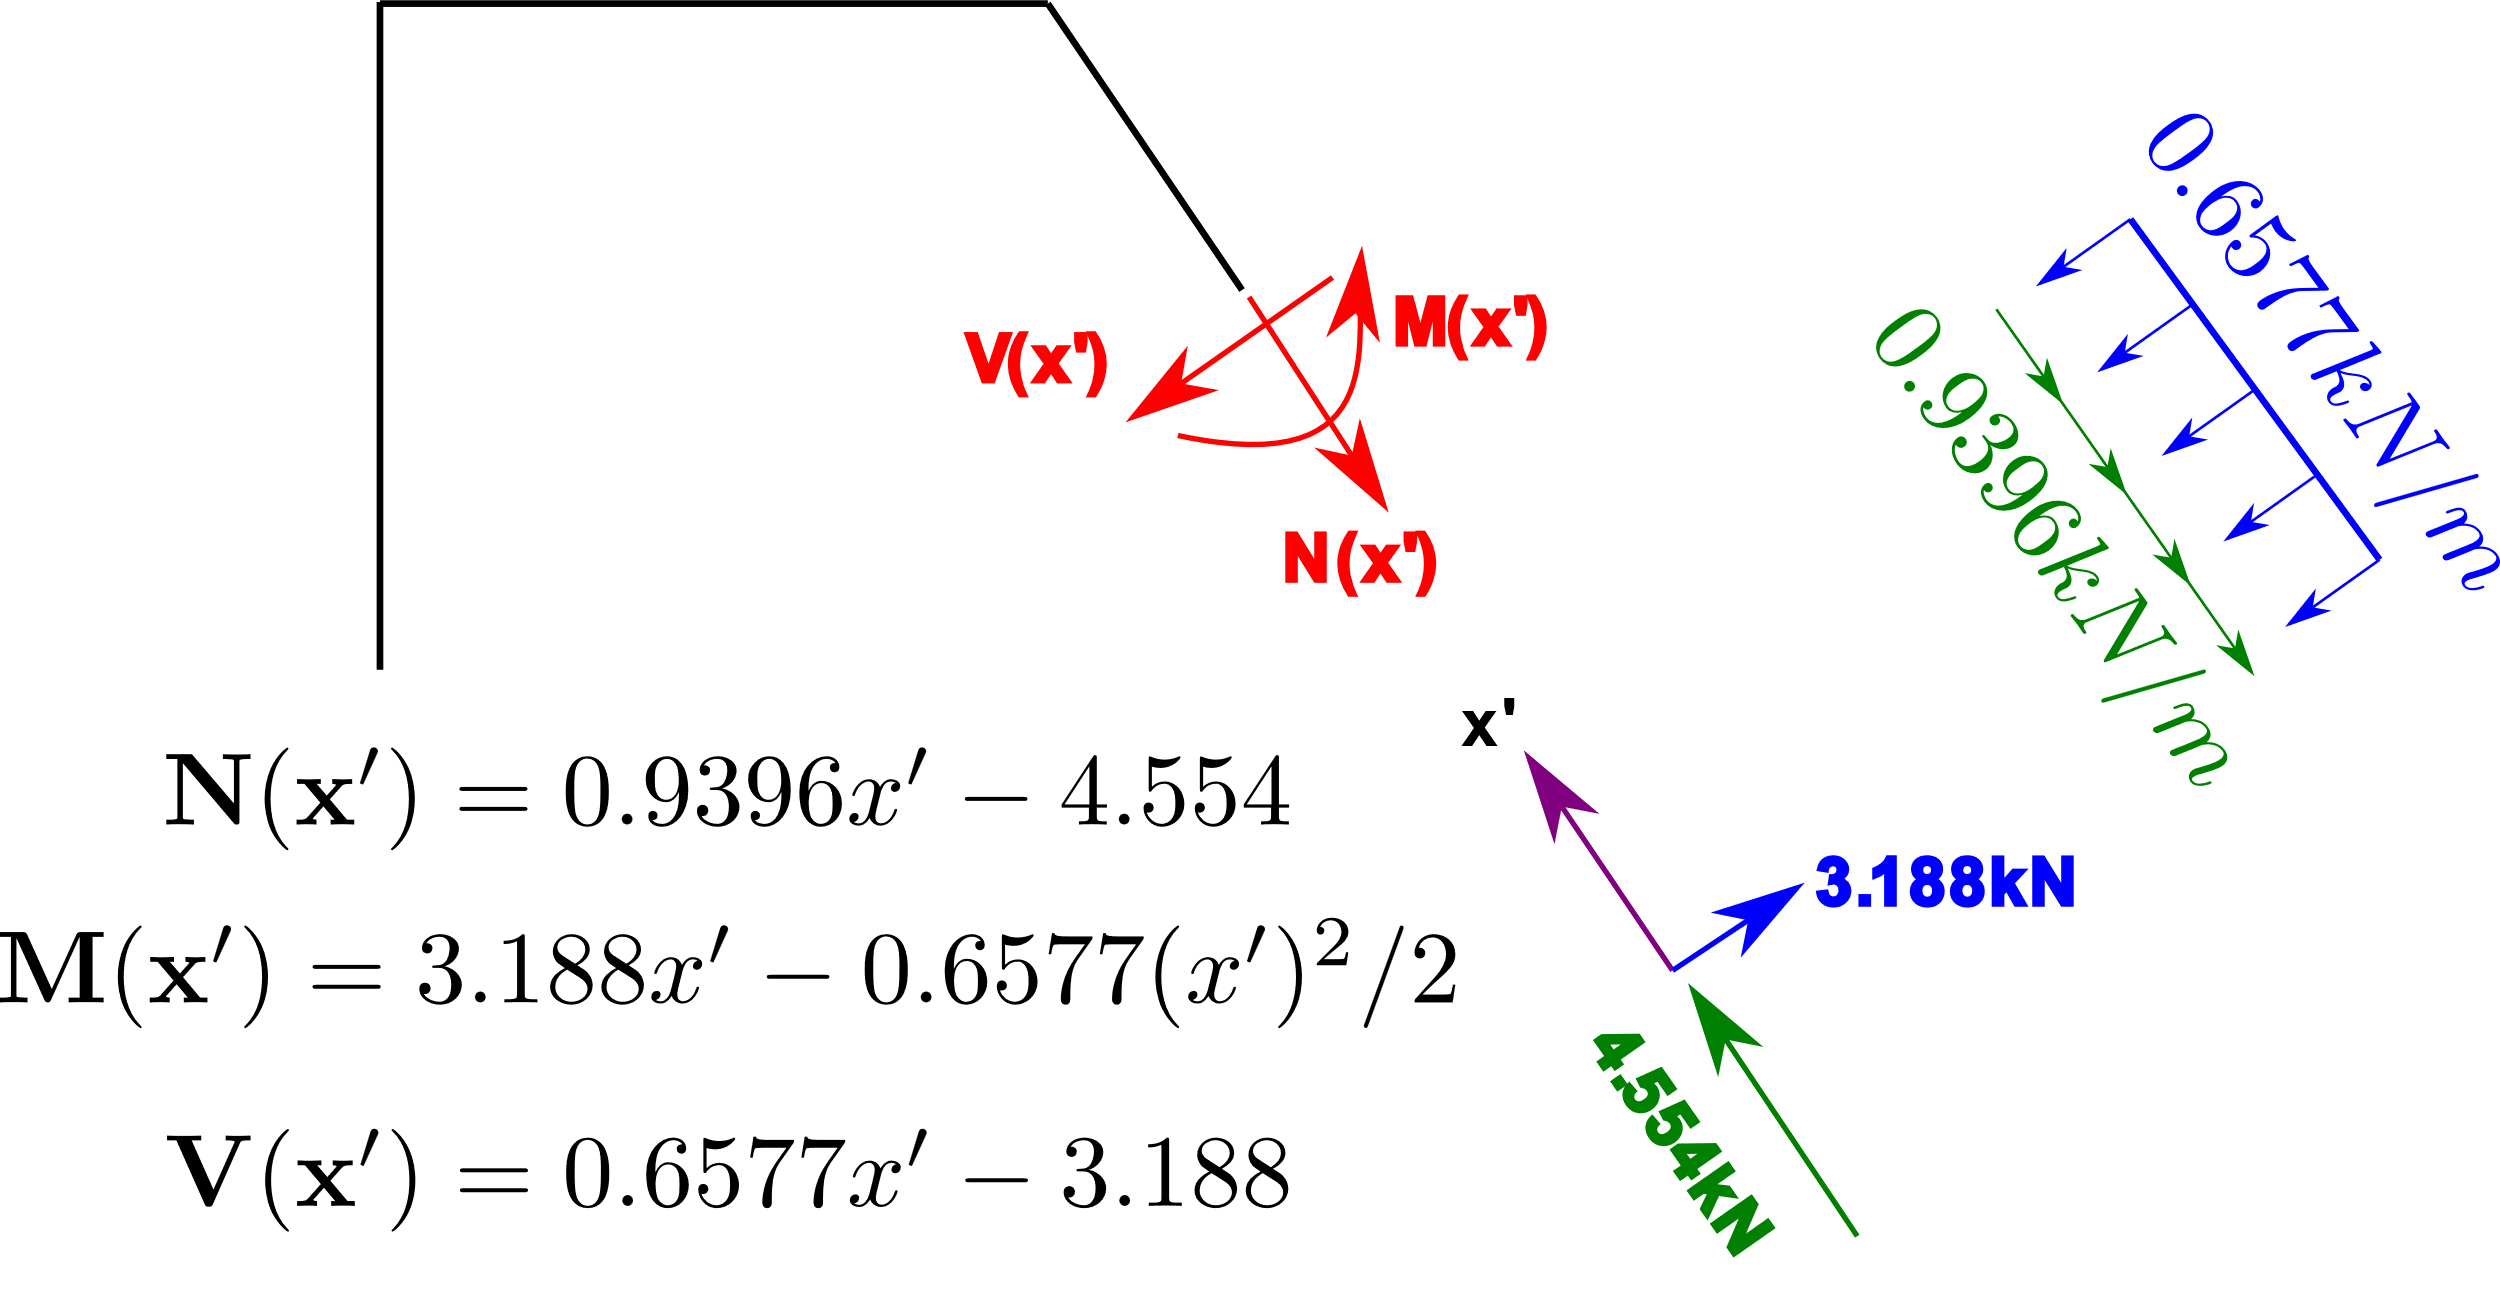 0.6577kN/m
0.9396kN/m
V(x')
M(x')
N(x')
x'
N(x′) = 0.9396x′ − 4.554
3.188kN
M(x′) = 3.188x′ − 0.6577(x′)²/2
4.554kN
V(x′) = 0.6577x′ − 3.188